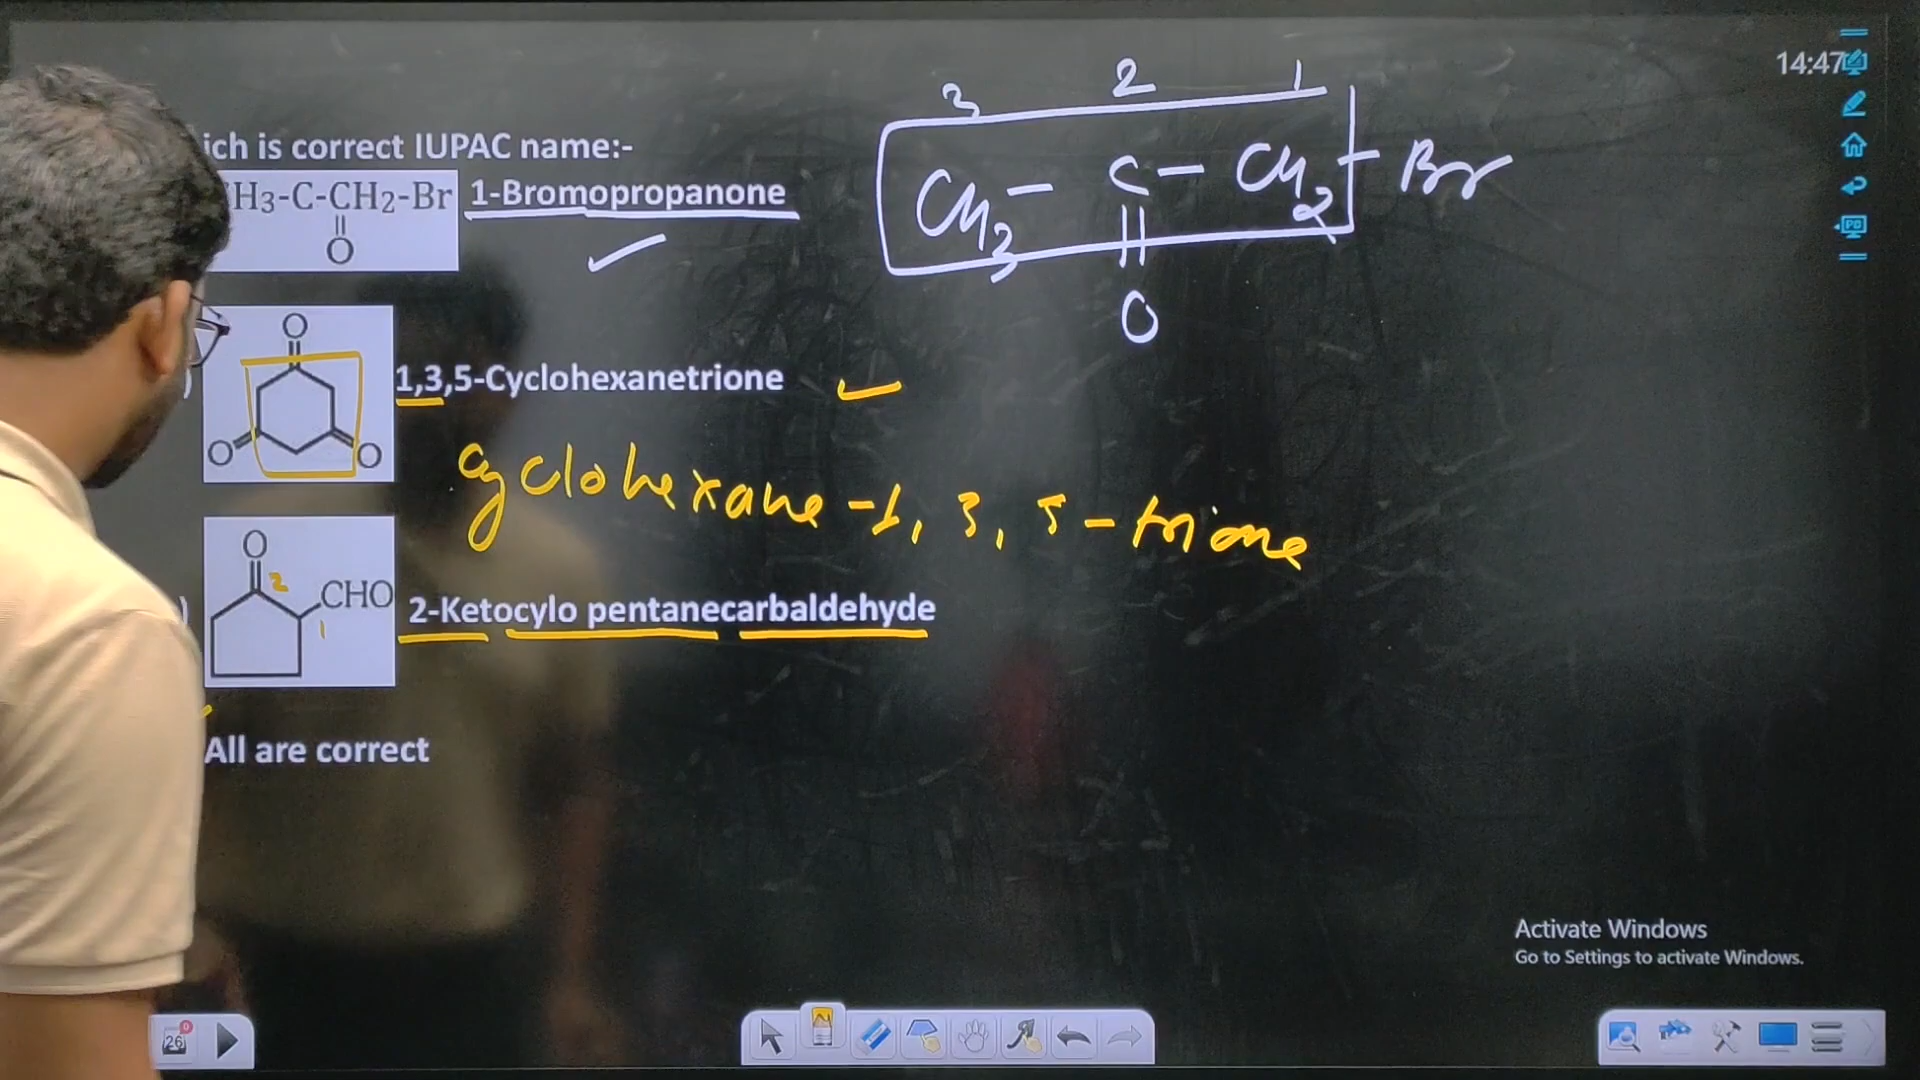 14:47
3 2 1
CH3 - C - CH2 - Br
O
ich is correct IUPAC name:-
H3-C-CH2-Br 1-Bromopropanone
O
O
1,3,5-Cyclohexanetrione
O O
Cyclohexane-1, 3, 5-trione
O
2
CHO
1
2-Ketocylo pentanecarbaldehyde
All are correct
Activate Windows
Go to Settings to activate Windows.
26